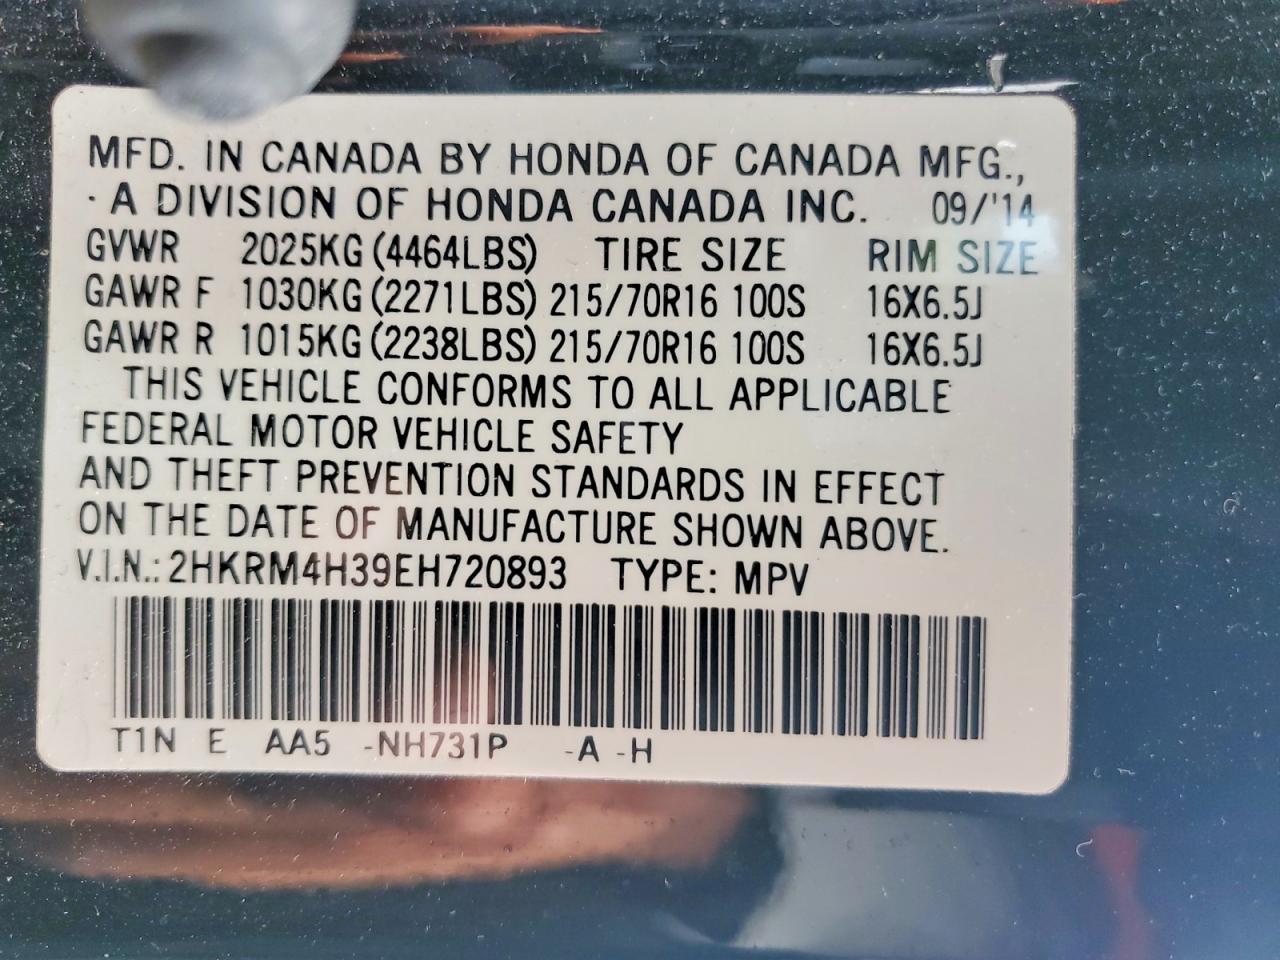 MFD. IN CANADA BY HONDA OF CANADA MFG.,
· A DIVISION OF HONDA CANADA INC. 09/'14
GVWR 2025KG (4464LBS) TIRE SIZE RIM SIZE
GAWR F 1030KG (2271LBS) 215/70R16 100S 16X6.5J
GAWR R 1015KG (2238LBS) 215/70R16 100S 16X6.5J
THIS VEHICLE CONFORMS TO ALL APPLICABLE
FEDERAL MOTOR VEHICLE SAFETY
AND THEFT PREVENTION STANDARDS IN EFFECT
ON THE DATE OF MANUFACTURE SHOWN ABOVE.
V.I.N.: 2HKRM4H39EH720893 TYPE: MPV
T1N E AA5 -NH731P -A -H